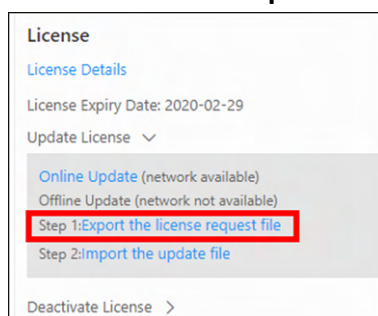 License
License Details
License Expiry Date: 2020-02-29
Update License
Online Update (network available)
Offline Update (network not available)
Step 1:Export the license request file
Step 2:Import the update file
Deactivate License